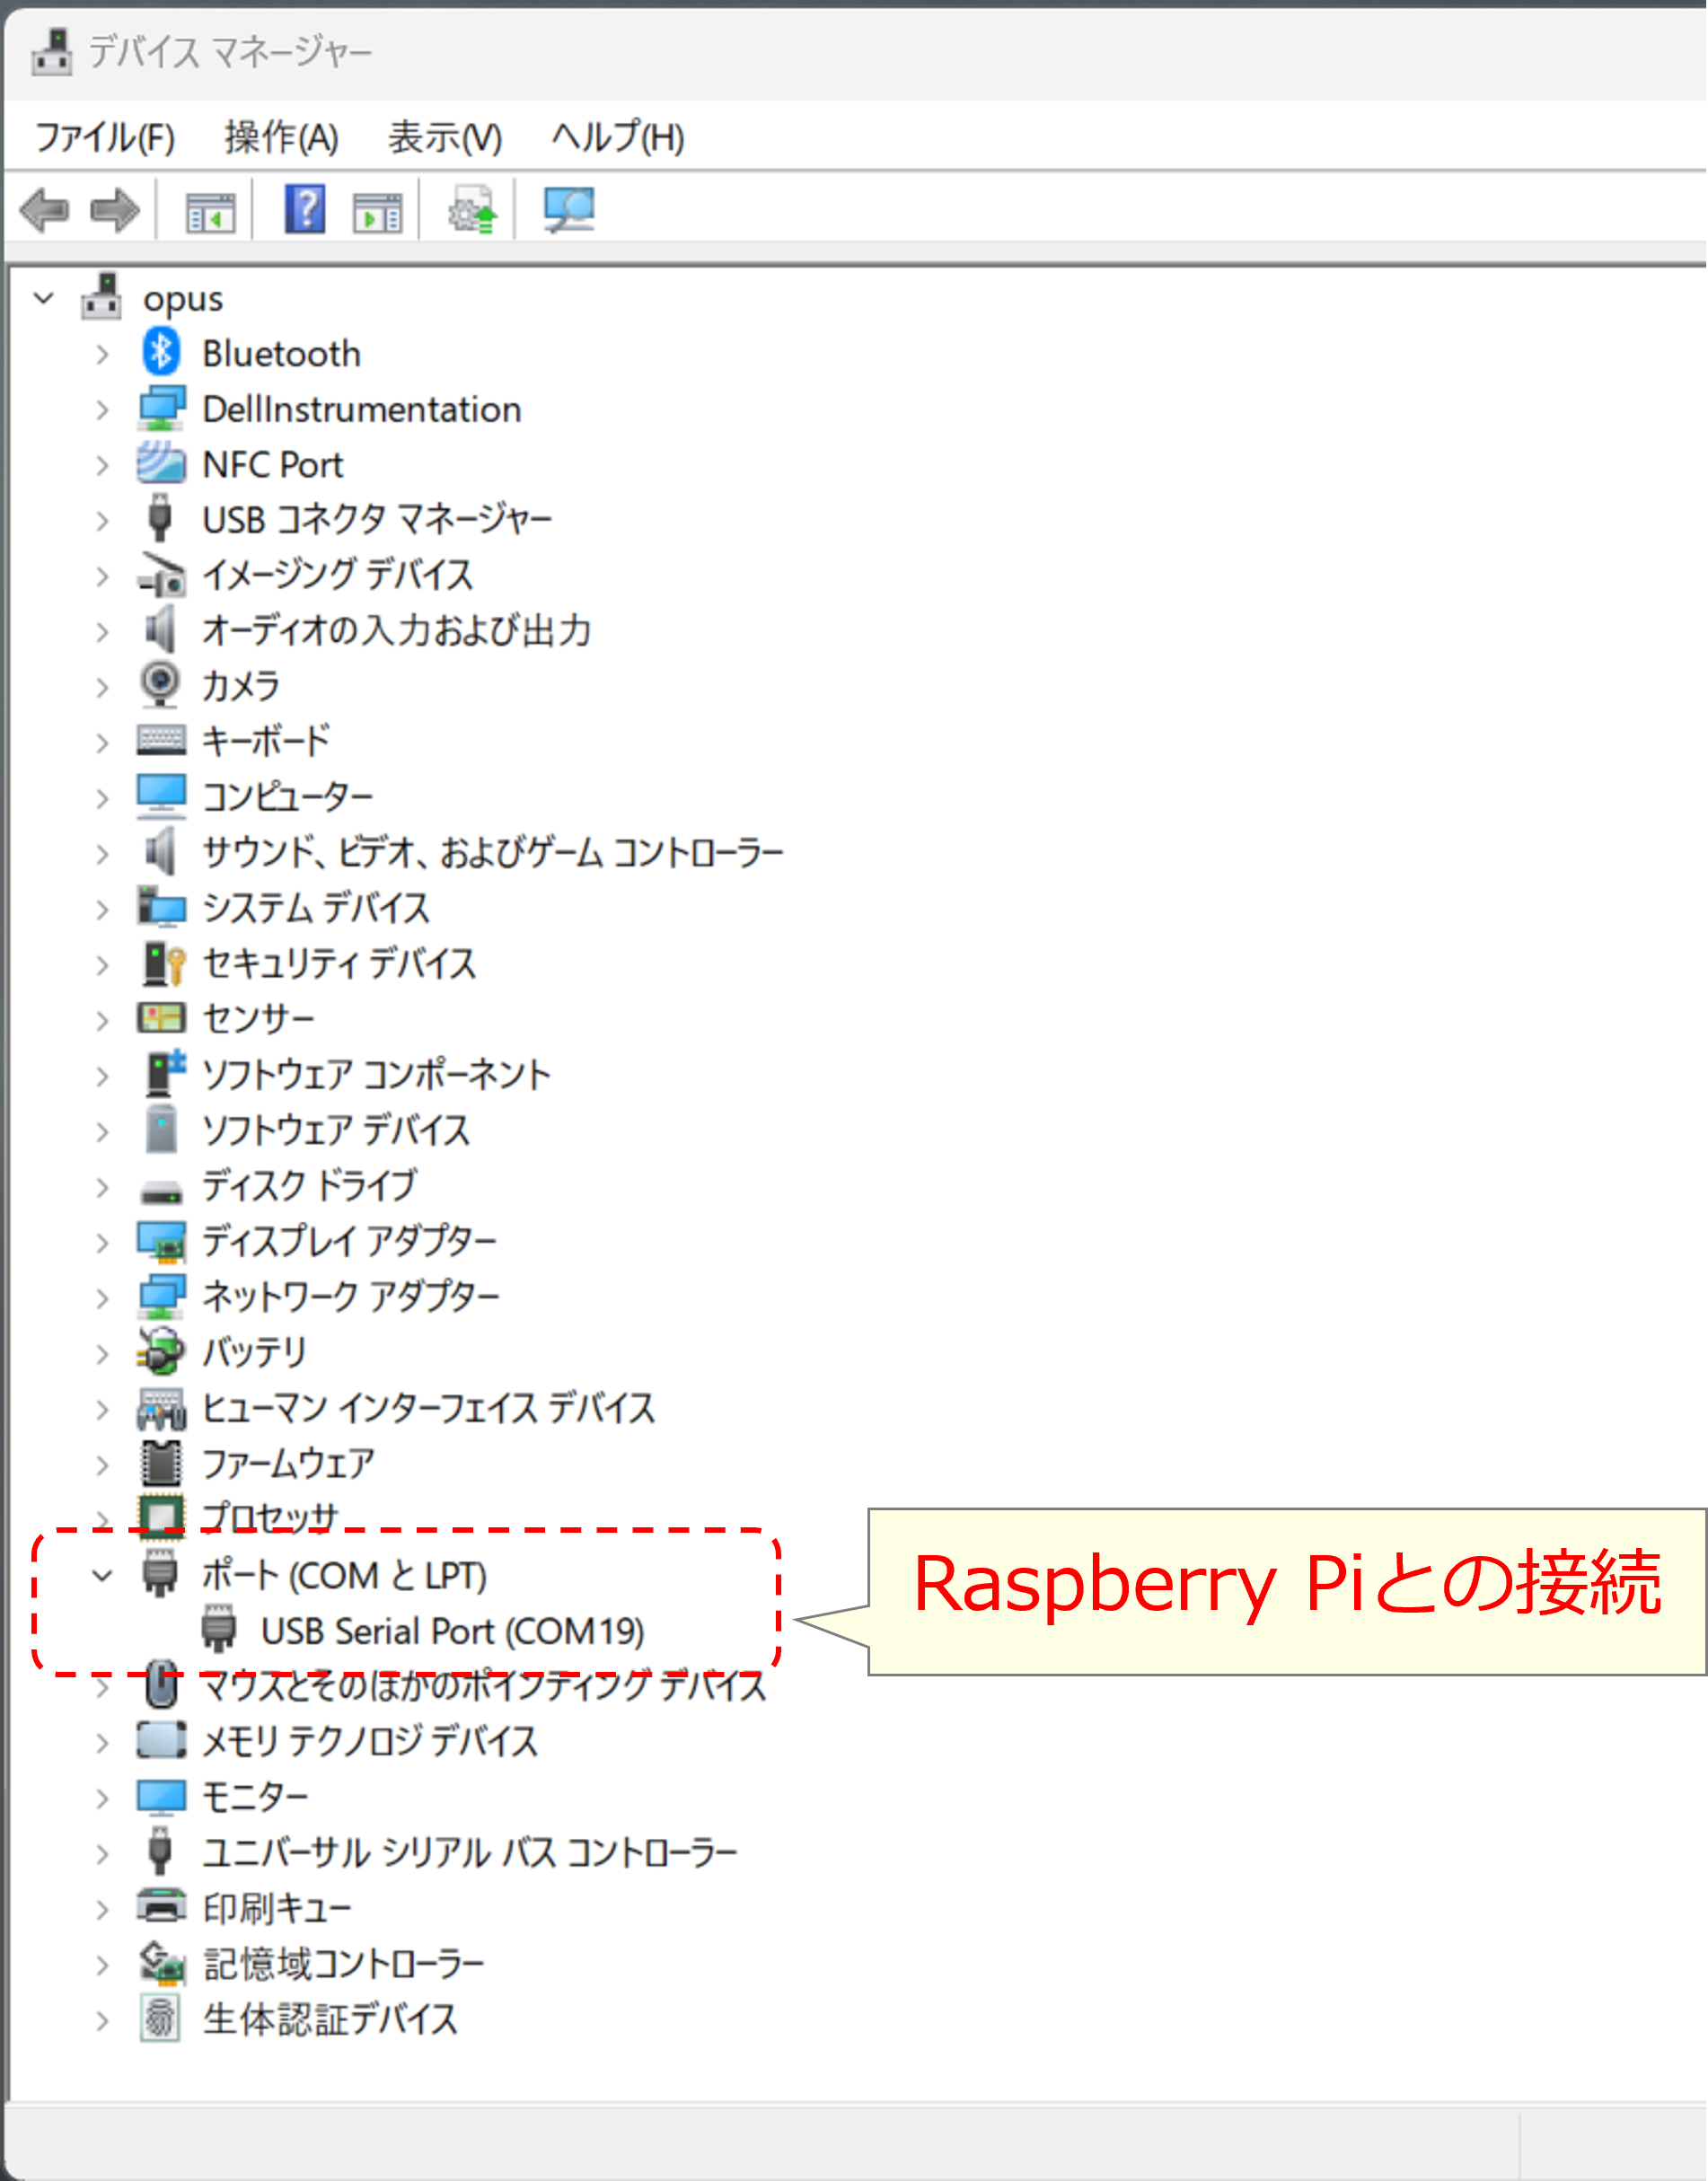 デバイス マネージャー
ファイル(F) 操作(A) 表示(V) ヘルプ(H)
opus
Bluetooth
DellInstrumentation
NFC Port
USB コネクタ マネージャー
イメージング デバイス
オーディオの入力および出力
カメラ
キーボード
コンピューター
サウンド、ビデオ、およびゲーム コントローラー
システム デバイス
セキュリティ デバイス
センサー
ソフトウェア コンポーネント
ソフトウェア デバイス
ディスク ドライブ
ディスプレイ アダプター
ネットワーク アダプター
バッテリ
ヒューマン インターフェイス デバイス
ファームウェア
プロセッサ
ポート (COM と LPT)
USB Serial Port (COM19)
Raspberry Piとの接続
マウスとそのほかのポインティング デバイス
メモリ テクノロジ デバイス
モニター
ユニバーサル シリアル バス コントローラー
印刷キュー
記憶域コントローラー
生体認証デバイス